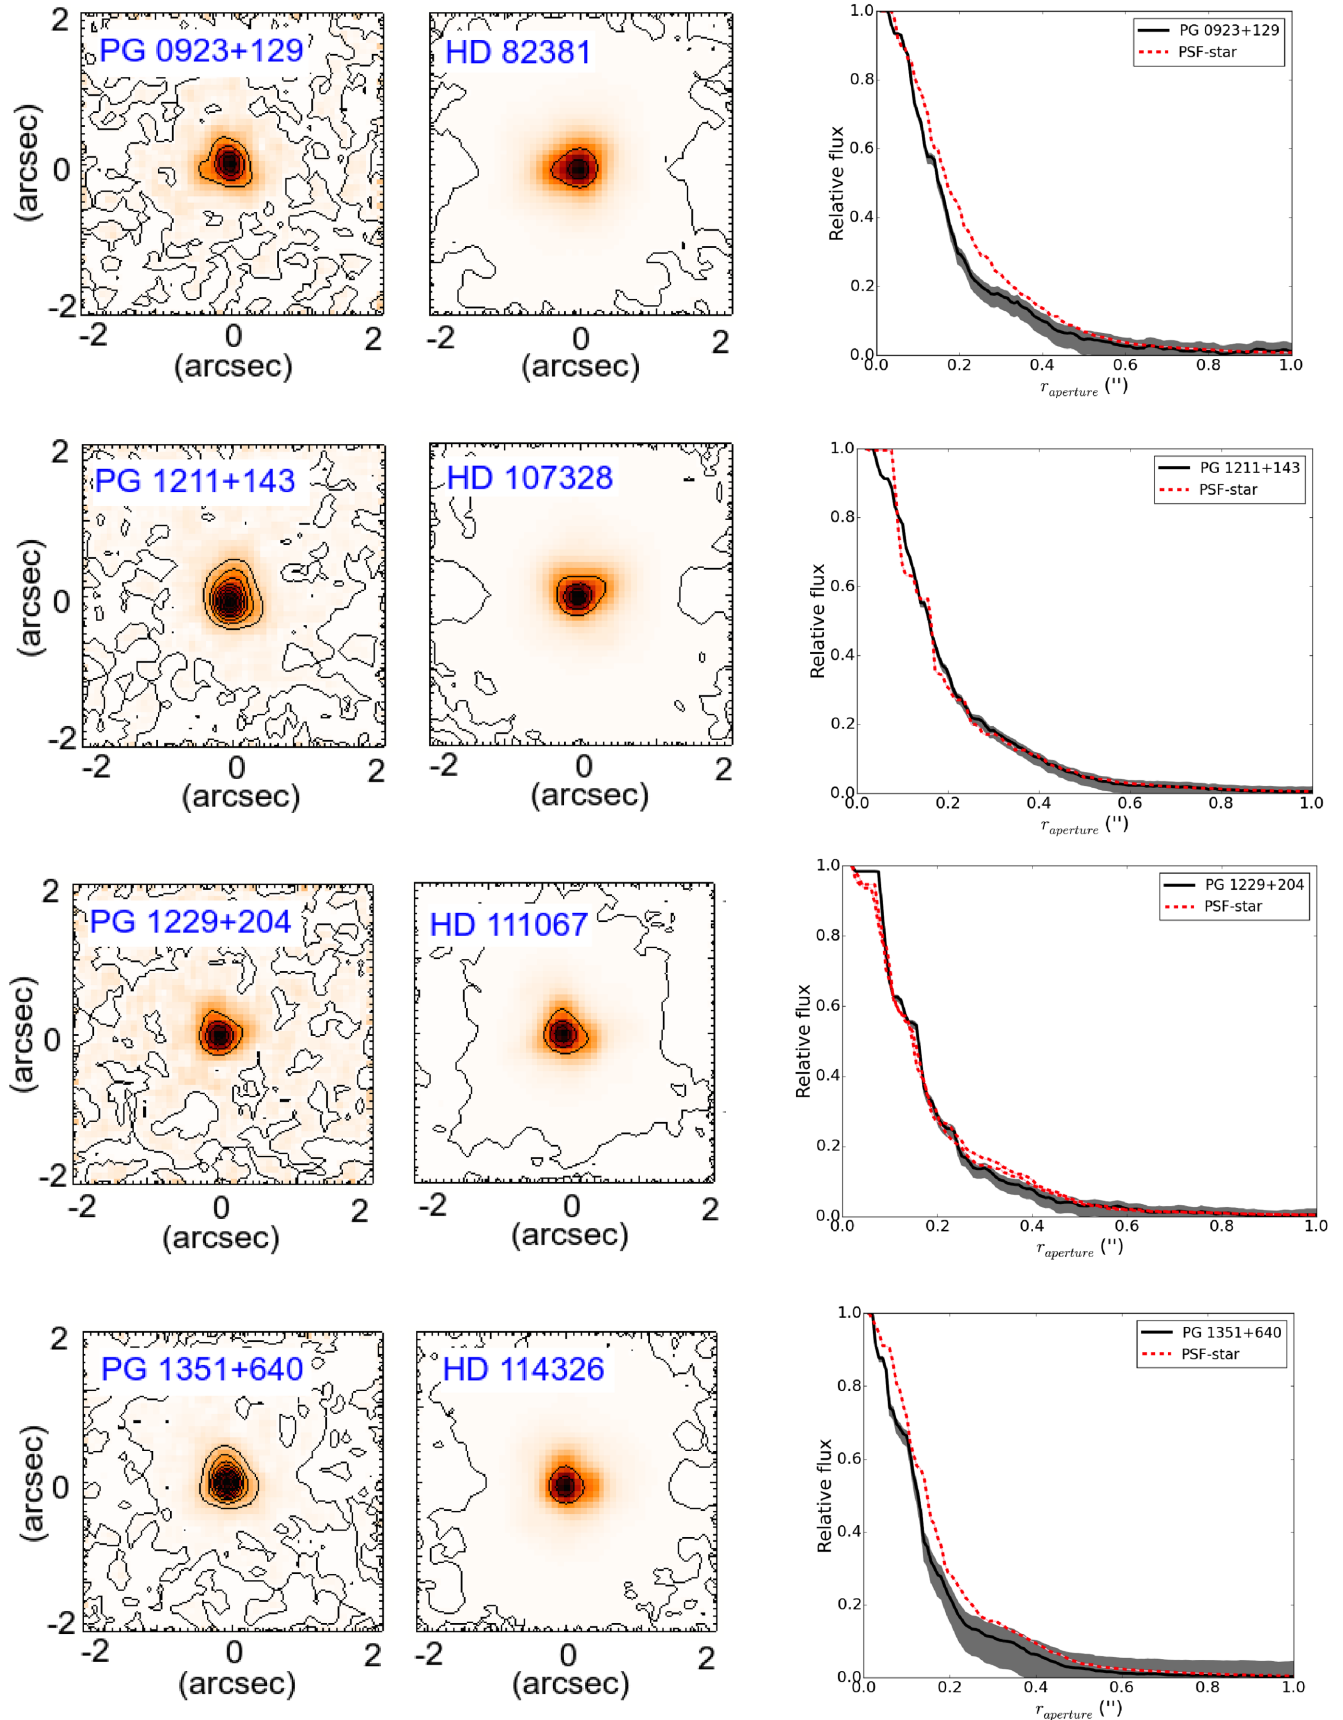 2
0
-2
(arcsec)
PG 0923+129
-2 0 2
(arcsec)
HD 82381
-2 0 2
(arcsec)
1.0
0.8
0.6
0.4
0.2
0.0
Relative flux
PG 0923+129
PSF-star
0.0 0.2 0.4 0.6 0.8 1.0
r_aperture ('')
2
0
-2
(arcsec)
PG 1211+143
-2 0 2
(arcsec)
HD 107328
-2 0 2
(arcsec)
1.0
0.8
0.6
0.4
0.2
0.0
Relative flux
PG 1211+143
PSF-star
0.0 0.2 0.4 0.6 0.8 1.0
r_aperture ('')
2
0
-2
(arcsec)
PG 1229+204
-2 0 2
(arcsec)
HD 111067
-2 0 2
(arcsec)
1.0
0.8
0.6
0.4
0.2
0.0
Relative flux
PG 1229+204
PSF-star
0.0 0.2 0.4 0.6 0.8 1.0
r_aperture ('')
2
0
-2
(arcsec)
PG 1351+640
-2 0 2
(arcsec)
HD 114326
-2 0 2
(arcsec)
1.0
0.8
0.6
0.4
0.2
0.0
Relative flux
PG 1351+640
PSF-star
0.0 0.2 0.4 0.6 0.8 1.0
r_aperture ('')